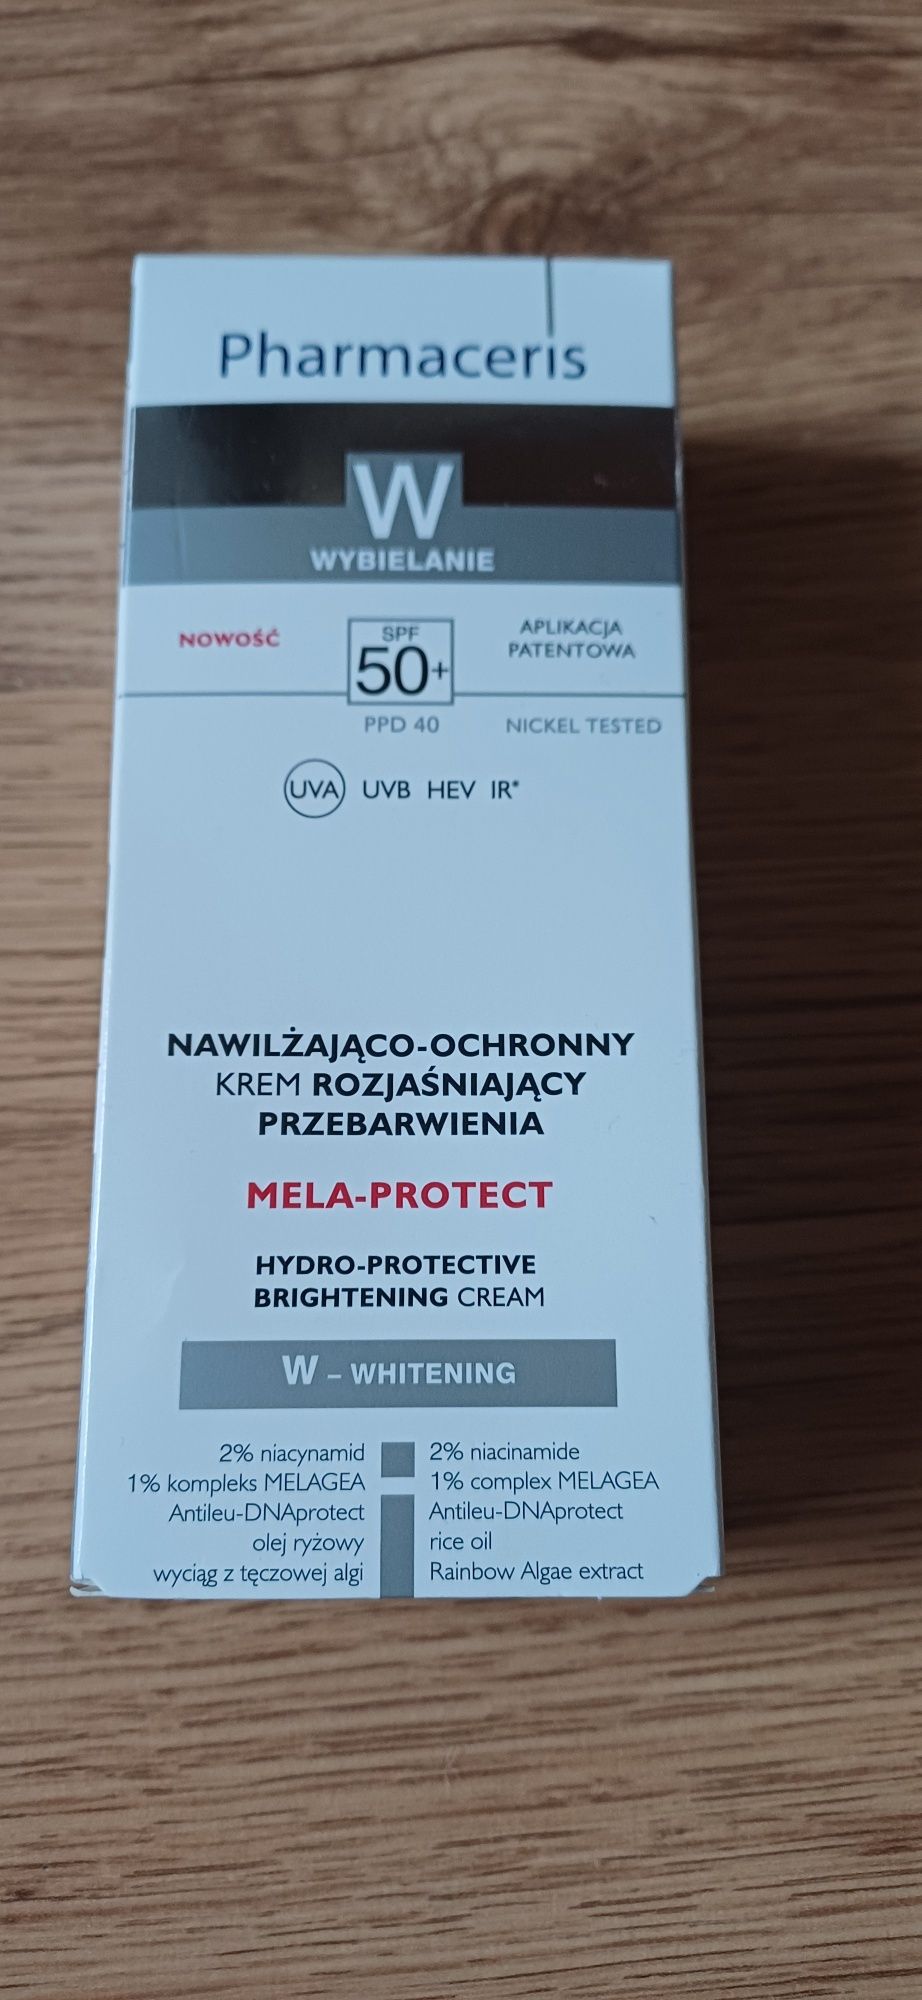 Pharmaceris
W
WYBIELANIE
NOWOŚĆ
SPF
50+
APLIKACJA
PATENTOWA
PPD 40
NICKEL TESTED
UVA UVB HEV IR*
NAWILŻAJĄCO-OCHRONNY
KREM ROZJAŚNIAJĄCY
PRZEBARWIENIA
MELA-PROTECT
HYDRO-PROTECTIVE
BRIGHTENING CREAM
W – WHITENING
2% niacynamid
1% kompleks MELAGEA
Antileu-DNAprotect
olej ryżowy
wyciąg z tęczowej algi
2% niacinamide
1% complex MELAGEA
Antileu-DNAprotect
rice oil
Rainbow Algae extract